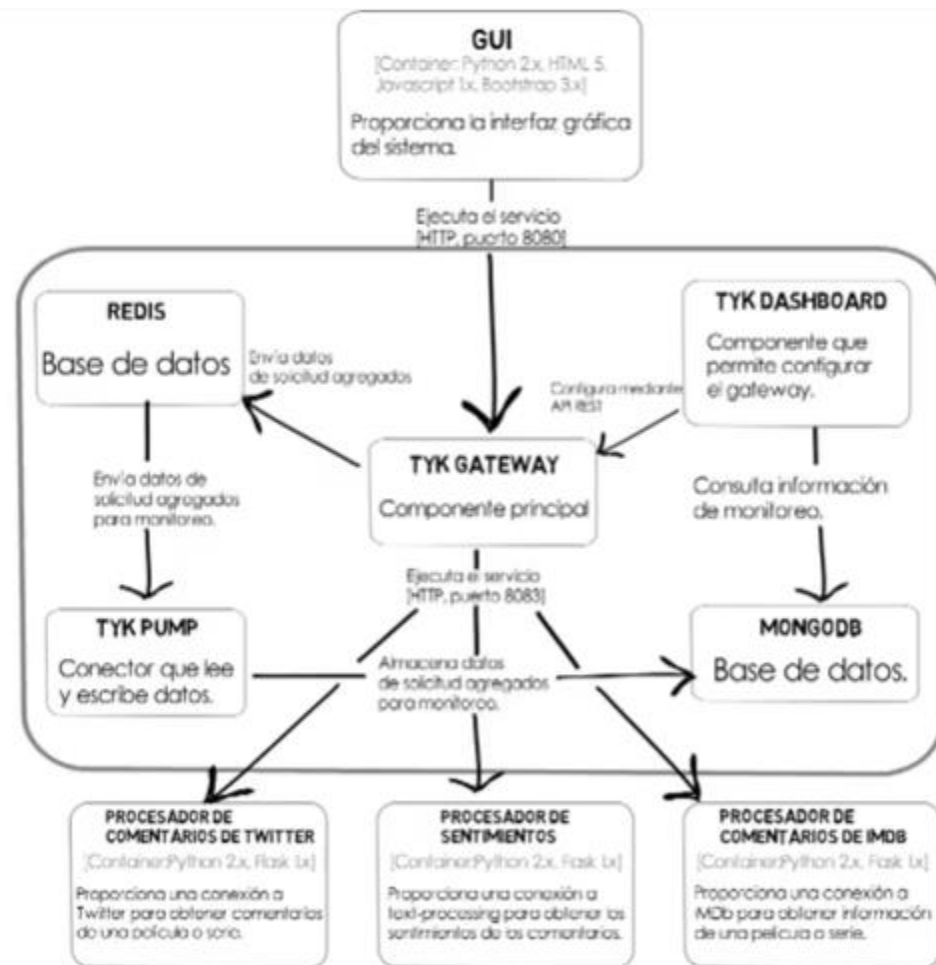 GUI
[Container: Python 2.x, HTML 5,
Javascript 1.x, Bootstrap 3.x]
Proporciona la interfaz gráfica
del sistema.
Ejecuta el servicio
[HTTP, puerto 8080]
REDIS
Base de datos
Envía datos
de solicitud agregados
TYK DASHBOARD
Componente que
permite configurar
el gateway.
Configura mediante
API REST
TYK GATEWAY
Componente principal
Envía datos de
solicitud agregados
para monitoreo.
Consulta información
de monitoreo.
Ejecuta el servicio
[HTTP, puerto 8083]
TYK PUMP
Conector que lee
y escribe datos.
Almacena datos
de solicitud agregados
para monitoreo.
MONGODB
Base de datos.
PROCESADOR DE
COMENTARIOS DE TWITTER
[Container:Python 2.x, Flask 1.x]
Proporciona una conexión a
Twitter para obtener comentarios
de una película o serie.
PROCESADOR DE
SENTIMIENTOS
[Container:Python 2.x, Flask 1.x]
Proporciona una conexión a
text-processing para obtener los
sentimientos de los comentarios.
PROCESADOR DE
COMENTARIOS DE IMDB
[Container:Python 2.x, Flask 1.x]
Proporciona una conexión a
IMDb para obtener información
de una película o serie.